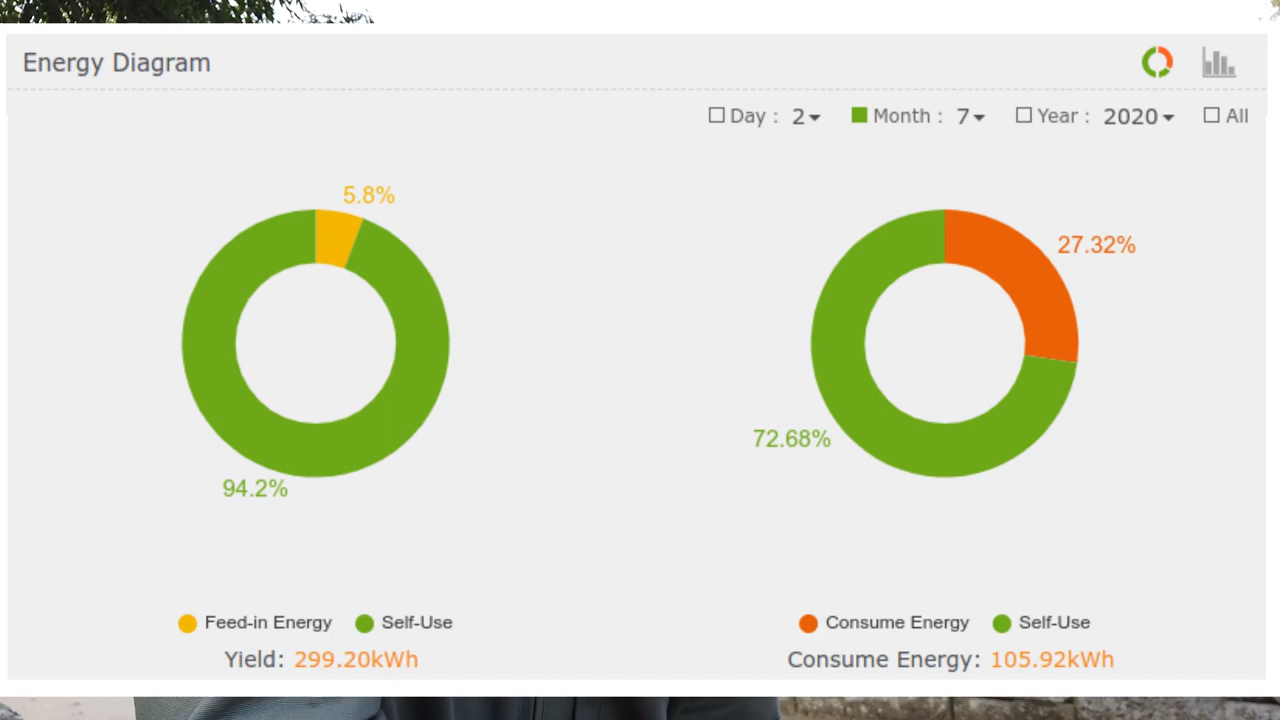 Energy Diagram
Day : 2 Month : 7 Year : 2020 All
5.8%
94.2%
27.32%
72.68%
Feed-in Energy Self-Use
Yield: 299.20kWh
Consume Energy Self-Use
Consume Energy: 105.92kWh